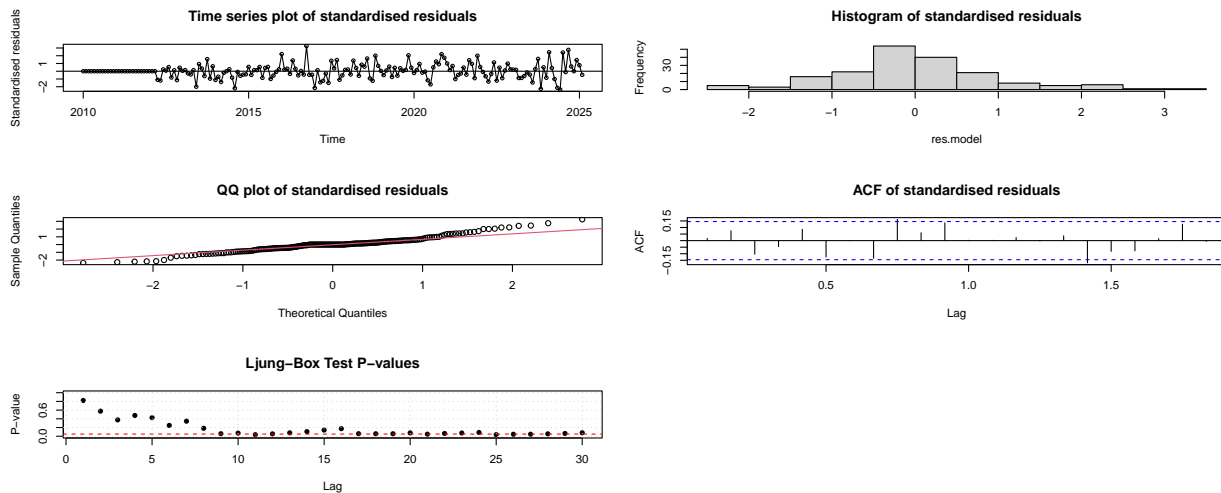 Time series plot of standardised residuals
Standardised residuals
1
-2
2010 2015 2020 2025
Time
Histogram of standardised residuals
Frequency
30
0
-2 -1 0 1 2 3
res.model
QQ plot of standardised residuals
Sample Quantiles
1
-2
-2 -1 0 1 2
Theoretical Quantiles
ACF of standardised residuals
ACF
0.15
-0.15
0.5 1.0 1.5
Lag
Ljung-Box Test P-values
P-value
0.6
0.0
0 5 10 15 20 25 30
Lag